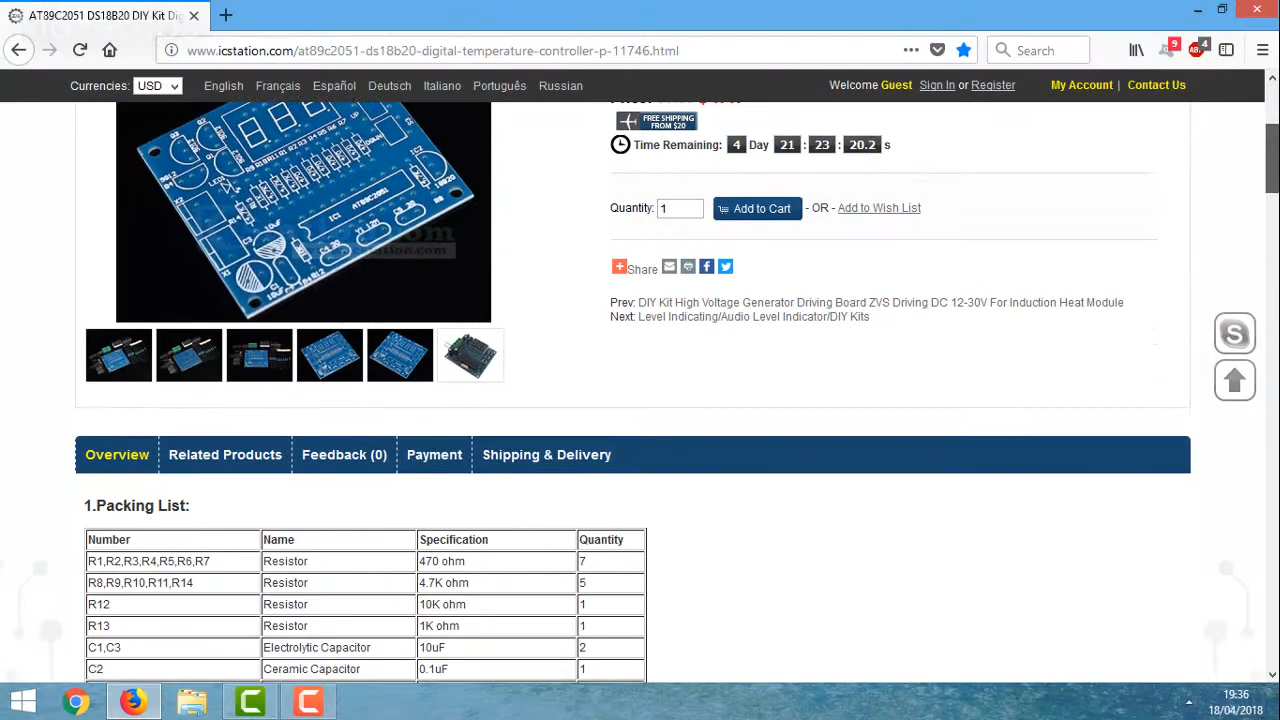 AT89C2051 DS18B20 DIY Kit Dig
www.icstation.com/at89c2051-ds18b20-digital-temperature-controller-p-11746.html
Search
9
4
Currencies: USD English Français Español Deutsch Italiano Português Russian
Welcome Guest Sign In or Register My Account | Contact Us
FREE SHIPPING
FROM $20
Time Remaining: 4 Day 21 : 23 : 20.2 s
Quantity: 1 Add to Cart - OR - Add to Wish List
Share
Prev: DIY Kit High Voltage Generator Driving Board ZVS Driving DC 12-30V For Induction Heat Module
Next: Level Indicating/Audio Level Indicator/DIY Kits
IC1 AT89C2051
Overview Related Products Feedback (0) Payment Shipping & Delivery
1.Packing List:
Number Name Specification Quantity
R1,R2,R3,R4,R5,R6,R7 Resistor 470 ohm 7
R8,R9,R10,R11,R14 Resistor 4.7K ohm 5
R12 Resistor 10K ohm 1
R13 Resistor 1K ohm 1
C1,C3 Electrolytic Capacitor 10uF 2
C2 Ceramic Capacitor 0.1uF 1
19:36
18/04/2018